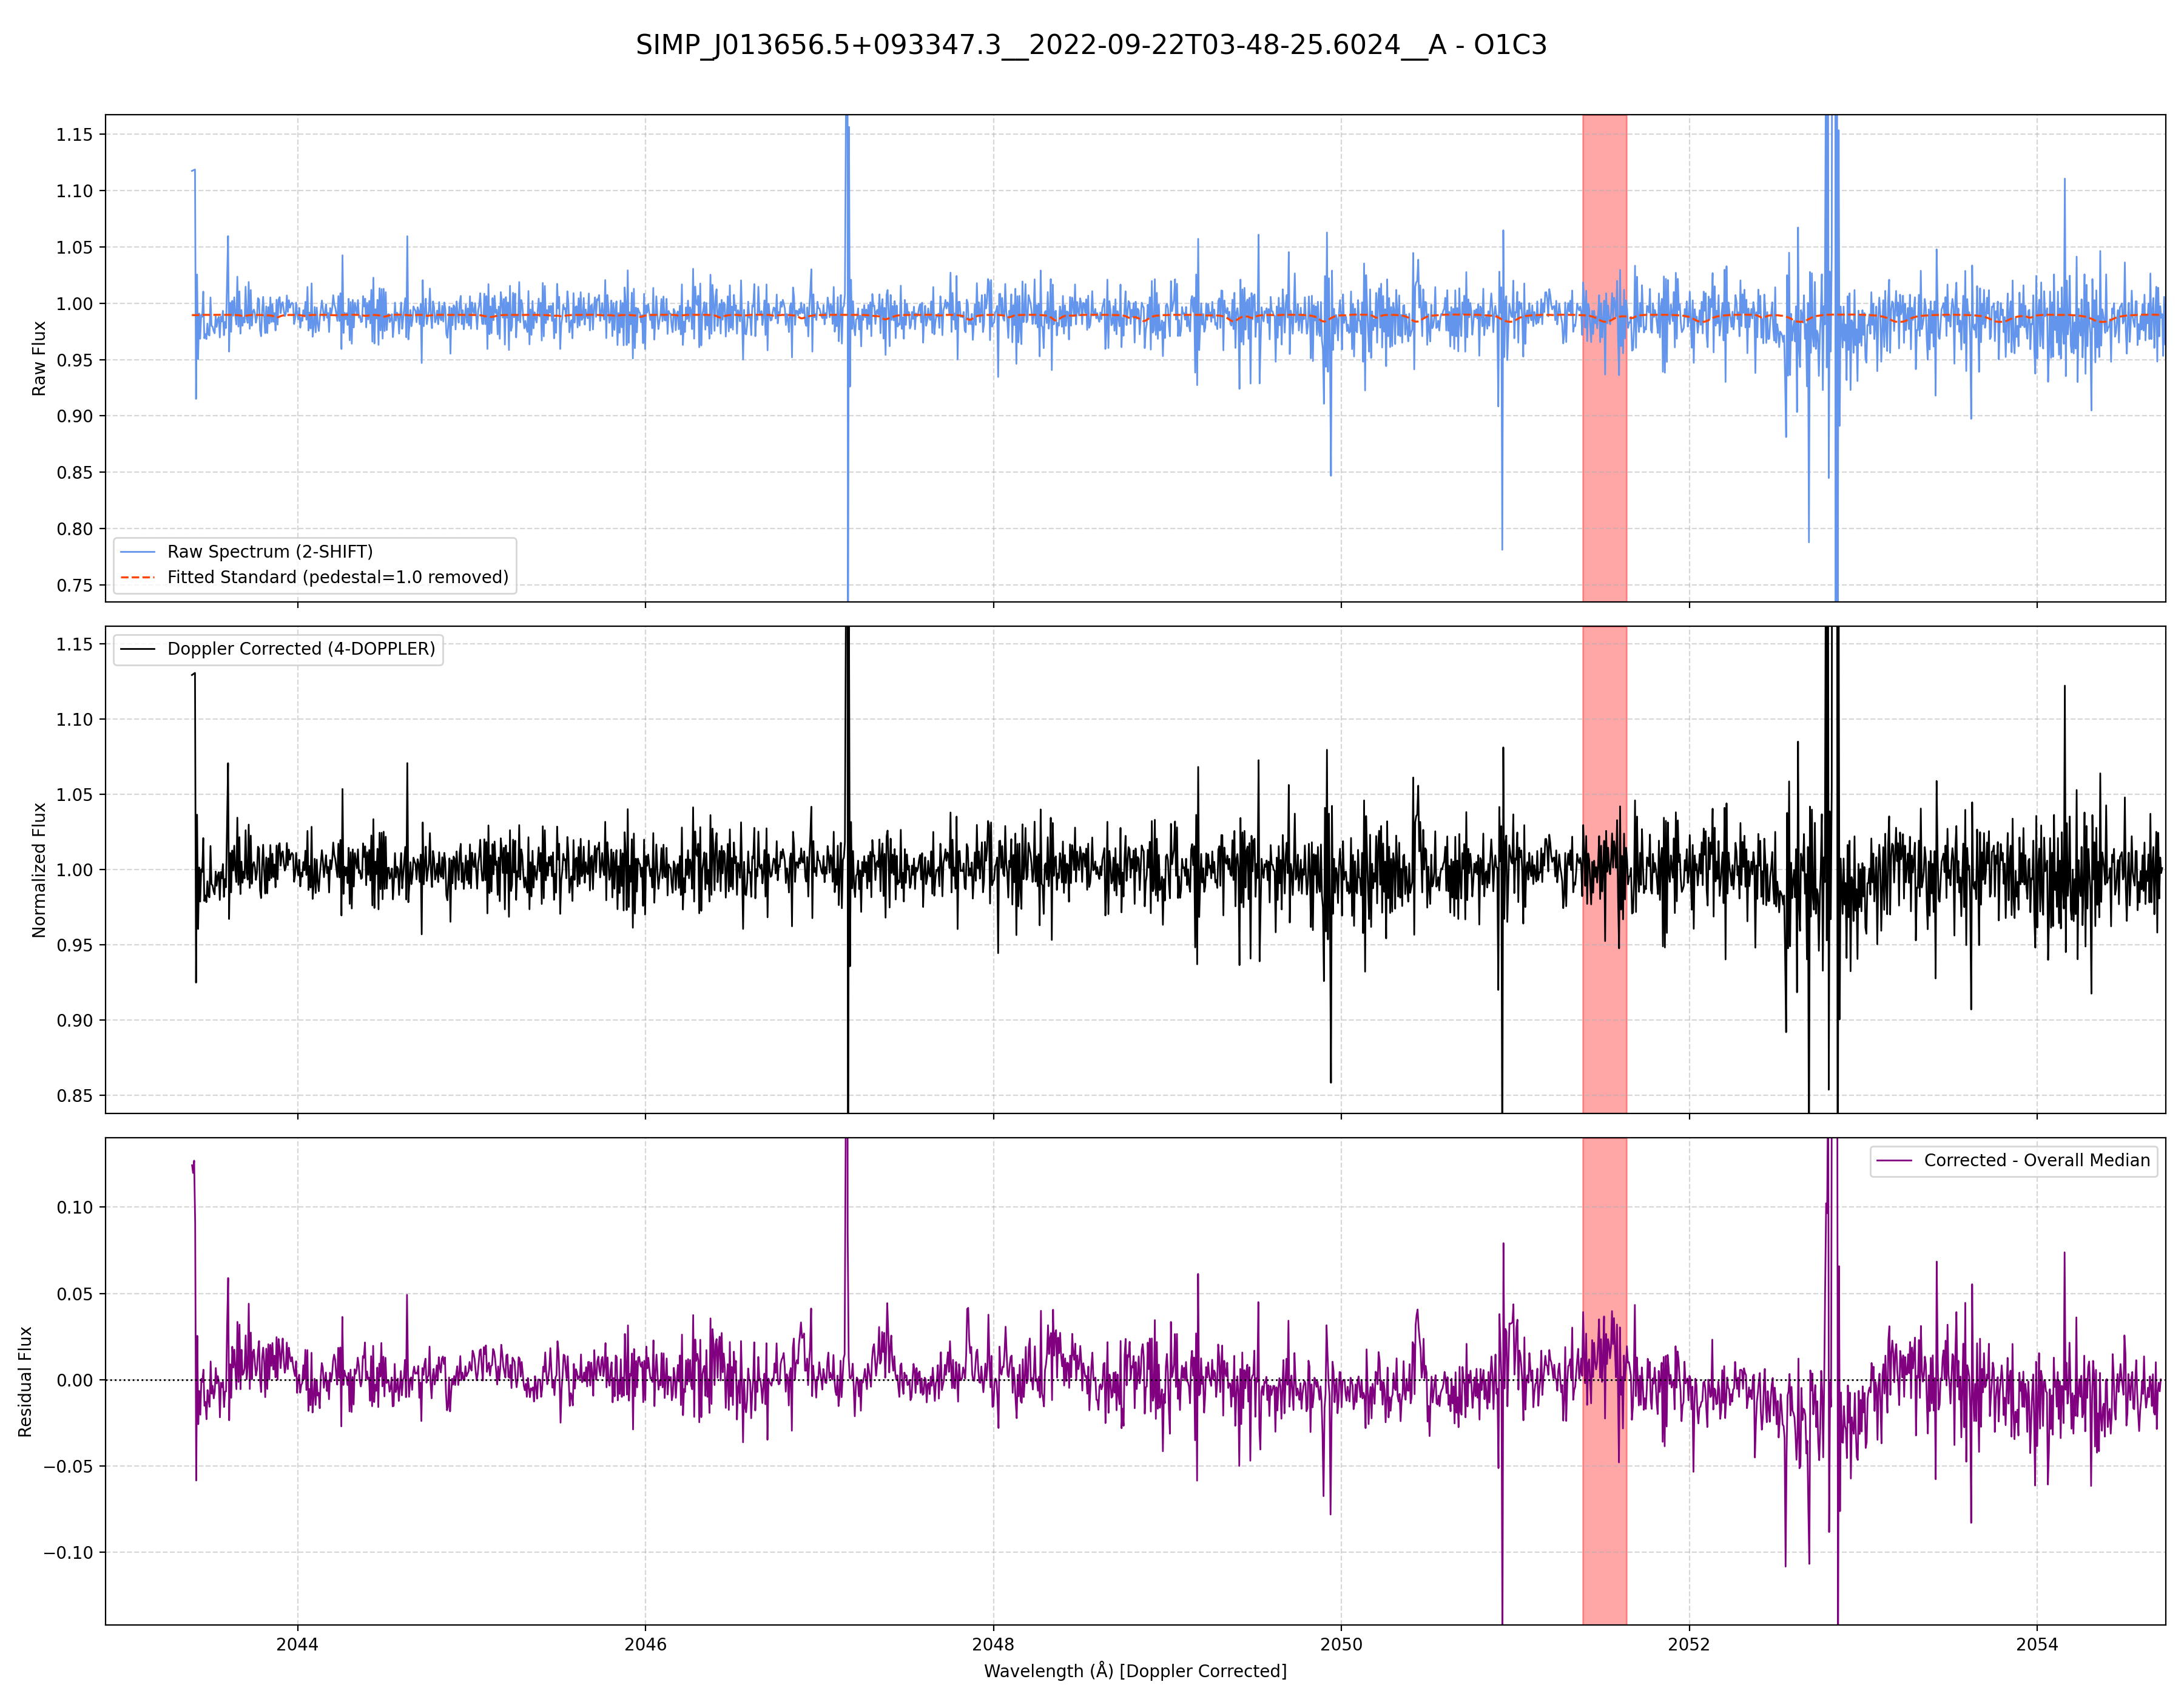 SIMP_J013656.5+093347.3__2022-09-22T03-48-25.6024__A - O1C3
Raw Flux
1.15
1.10
1.05
1.00
0.95
0.90
0.85
0.80
0.75
Raw Spectrum (2-SHIFT)
Fitted Standard (pedestal=1.0 removed)
Normalized Flux
1.15
1.10
1.05
1.00
0.95
0.90
0.85
Doppler Corrected (4-DOPPLER)
Residual Flux
0.10
0.05
0.00
−0.05
−0.10
Corrected - Overall Median
2044 2046 2048 2050 2052 2054
Wavelength (Å) [Doppler Corrected]